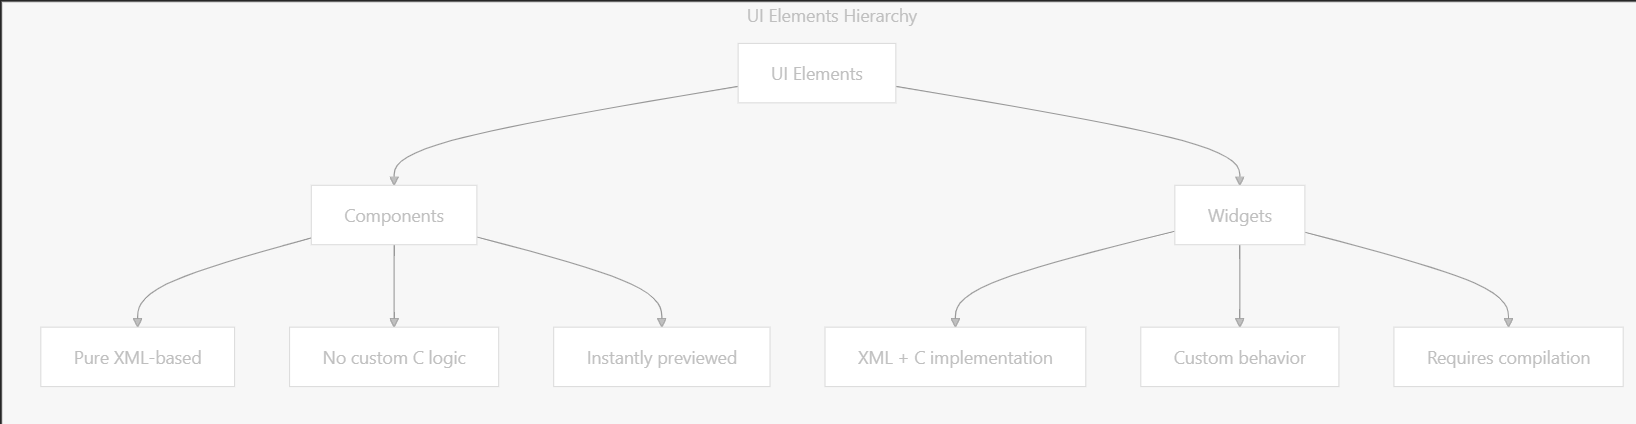 UI Elements Hierarchy
UI Elements
Components
Widgets
Pure XML-based
No custom C logic
Instantly previewed
XML + C implementation
Custom behavior
Requires compilation